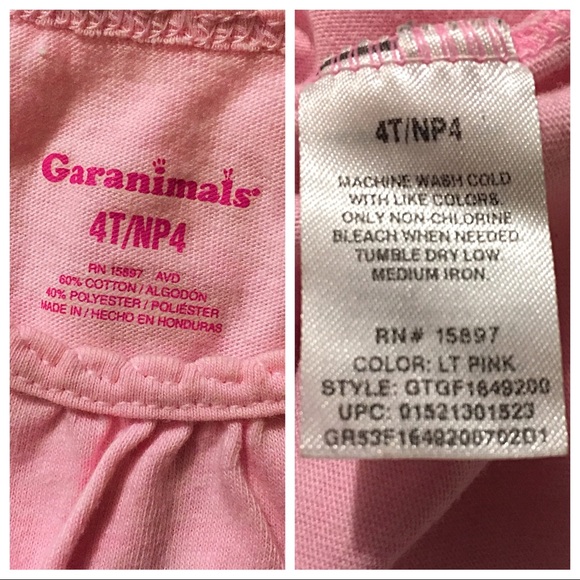 Garanimals®
4T/NP4
RN 15897 AVD
60% COTTON / ALGODÓN
40% POLYESTER / POLIÉSTER
MADE IN / HECHO EN HONDURAS
4T/NP4
MACHINE WASH COLD
WITH LIKE COLORS.
ONLY NON-CHLORINE
BLEACH WHEN NEEDED.
TUMBLE DRY LOW.
MEDIUM IRON.
RN# 15897
COLOR: LT PINK
STYLE: GTGF1649200
UPC: 01521301523
GR53F1649200702D1